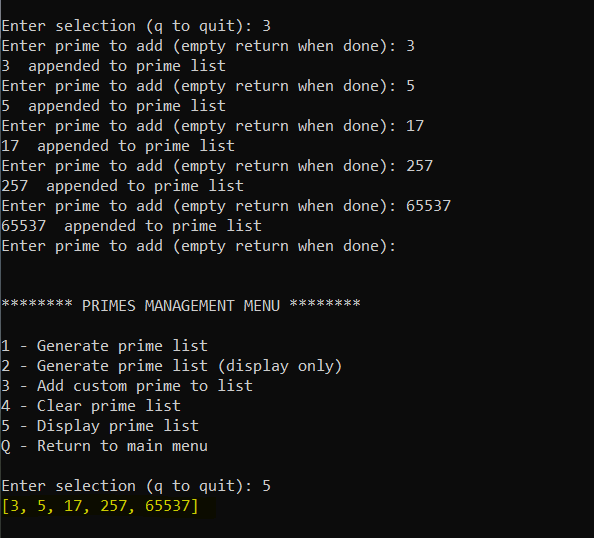 Enter selection (q to quit): 3
Enter prime to add (empty return when done): 3
3  appended to prime list
Enter prime to add (empty return when done): 5
5  appended to prime list
Enter prime to add (empty return when done): 17
17  appended to prime list
Enter prime to add (empty return when done): 257
257  appended to prime list
Enter prime to add (empty return when done): 65537
65537  appended to prime list
Enter prime to add (empty return when done):
******** PRIMES MANAGEMENT MENU ********
1 - Generate prime list
2 - Generate prime list (display only)
3 - Add custom prime to list
4 - Clear prime list
5 - Display prime list
Q - Return to main menu
Enter selection (q to quit): 5
[3, 5, 17, 257, 65537]